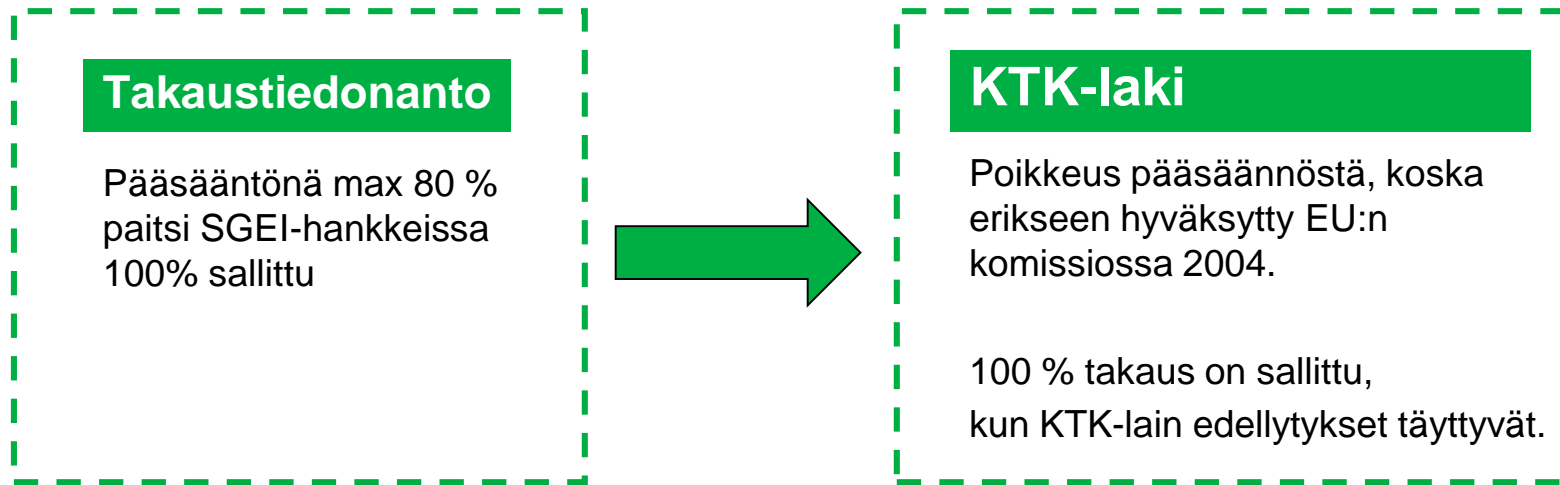 Takaustiedonanto
Pääsääntönä max 80 %
paitsi SGEI-hankkeissa
100% sallittu
KTK-laki
Poikkeus pääsäännöstä, koska
erikseen hyväksytty EU:n
komissiossa 2004.
100 % takaus on sallittu,
kun KTK-lain edellytykset täyttyvät.